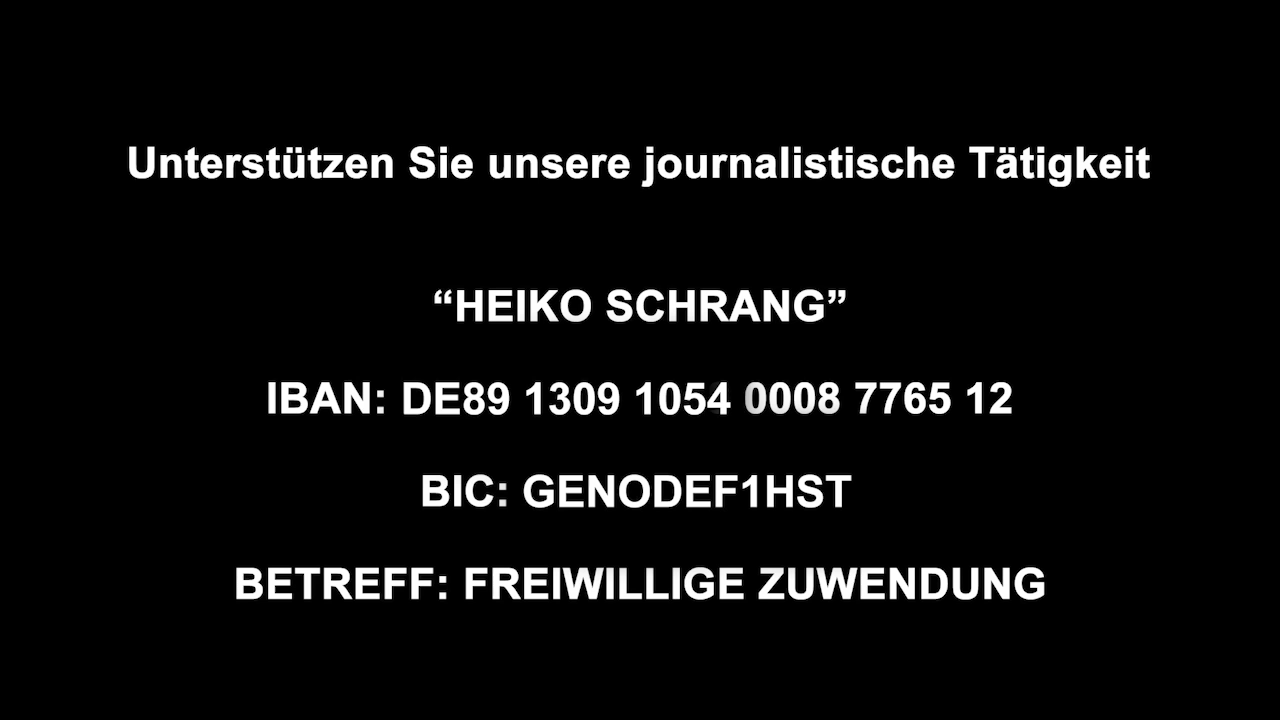 Unterstützen Sie unsere journalistische Tätigkeit
“HEIKO SCHRANG”
IBAN: DE89 1309 1054 0008 7765 12
BIC: GENODEF1HST
BETREFF: FREIWILLIGE ZUWENDUNG